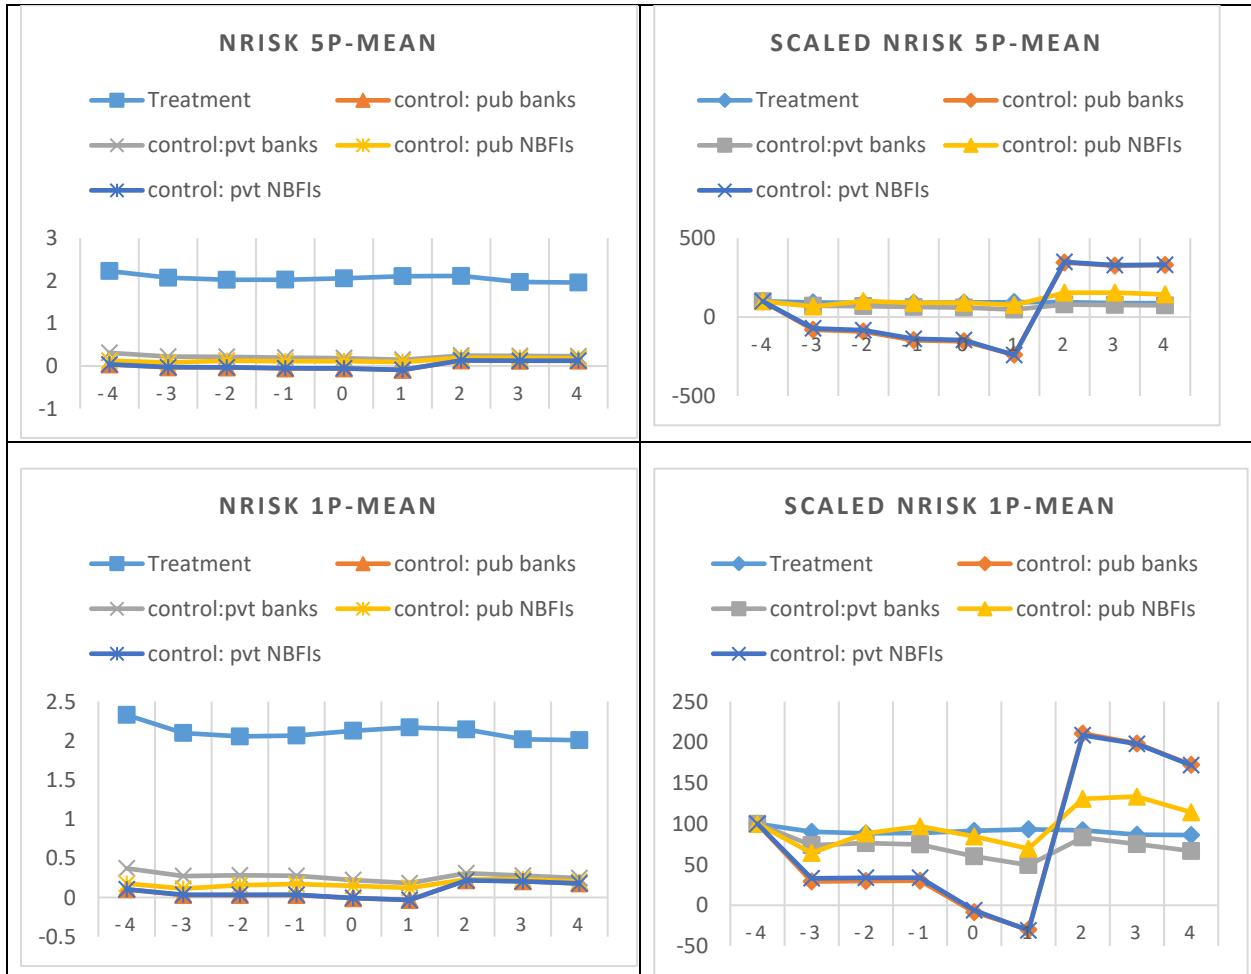 NRISK 5P-MEAN
Treatment
control: pub banks
control:pvt banks
control: pub NBFIs
control: pvt NBFIs
3
2
1
0
-1
-4 -3 -2 -1 0 1 2 3 4
SCALED NRISK 5P-MEAN
Treatment
control: pub banks
control:pvt banks
control: pub NBFIs
control: pvt NBFIs
500
0
-500
-4 -3 -2 -1 0 1 2 3 4
NRISK 1P-MEAN
Treatment
control: pub banks
control:pvt banks
control: pub NBFIs
control: pvt NBFIs
2.5
2
1.5
1
0.5
0
-0.5
-4 -3 -2 -1 0 1 2 3 4
SCALED NRISK 1P-MEAN
Treatment
control: pub banks
control:pvt banks
control: pub NBFIs
control: pvt NBFIs
250
200
150
100
50
0
-50
-4 -3 -2 -1 0 1 2 3 4